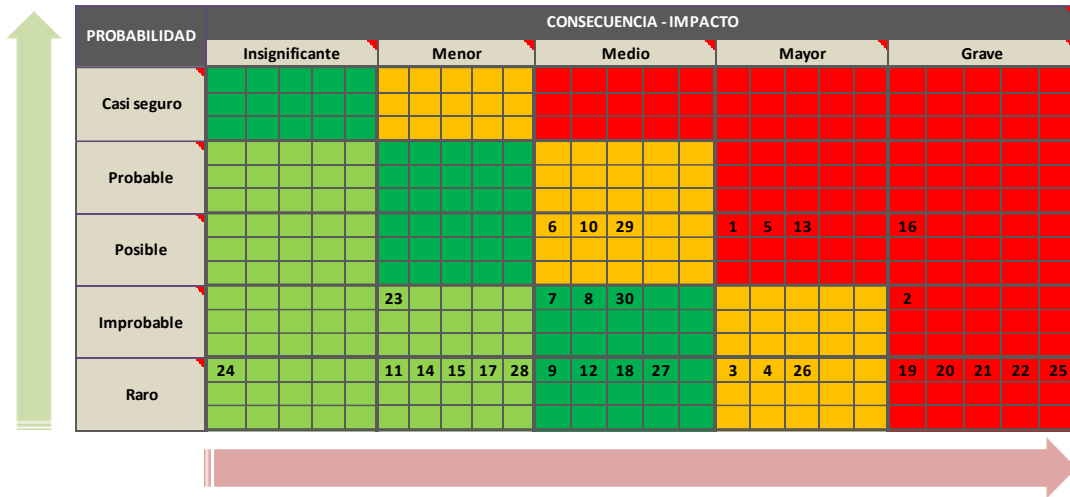 PROBABILIDAD CONSECUENCIA - IMPACTO
Insignificante Menor Medio Mayor Grave
Casi seguro
Probable
6 10 29 1 5 13 16
Posible
23 7 8 30 2
Improbable
24 11 14 15 17 28 9 12 18 27 3 4 26 19 20 21 22 25
Raro